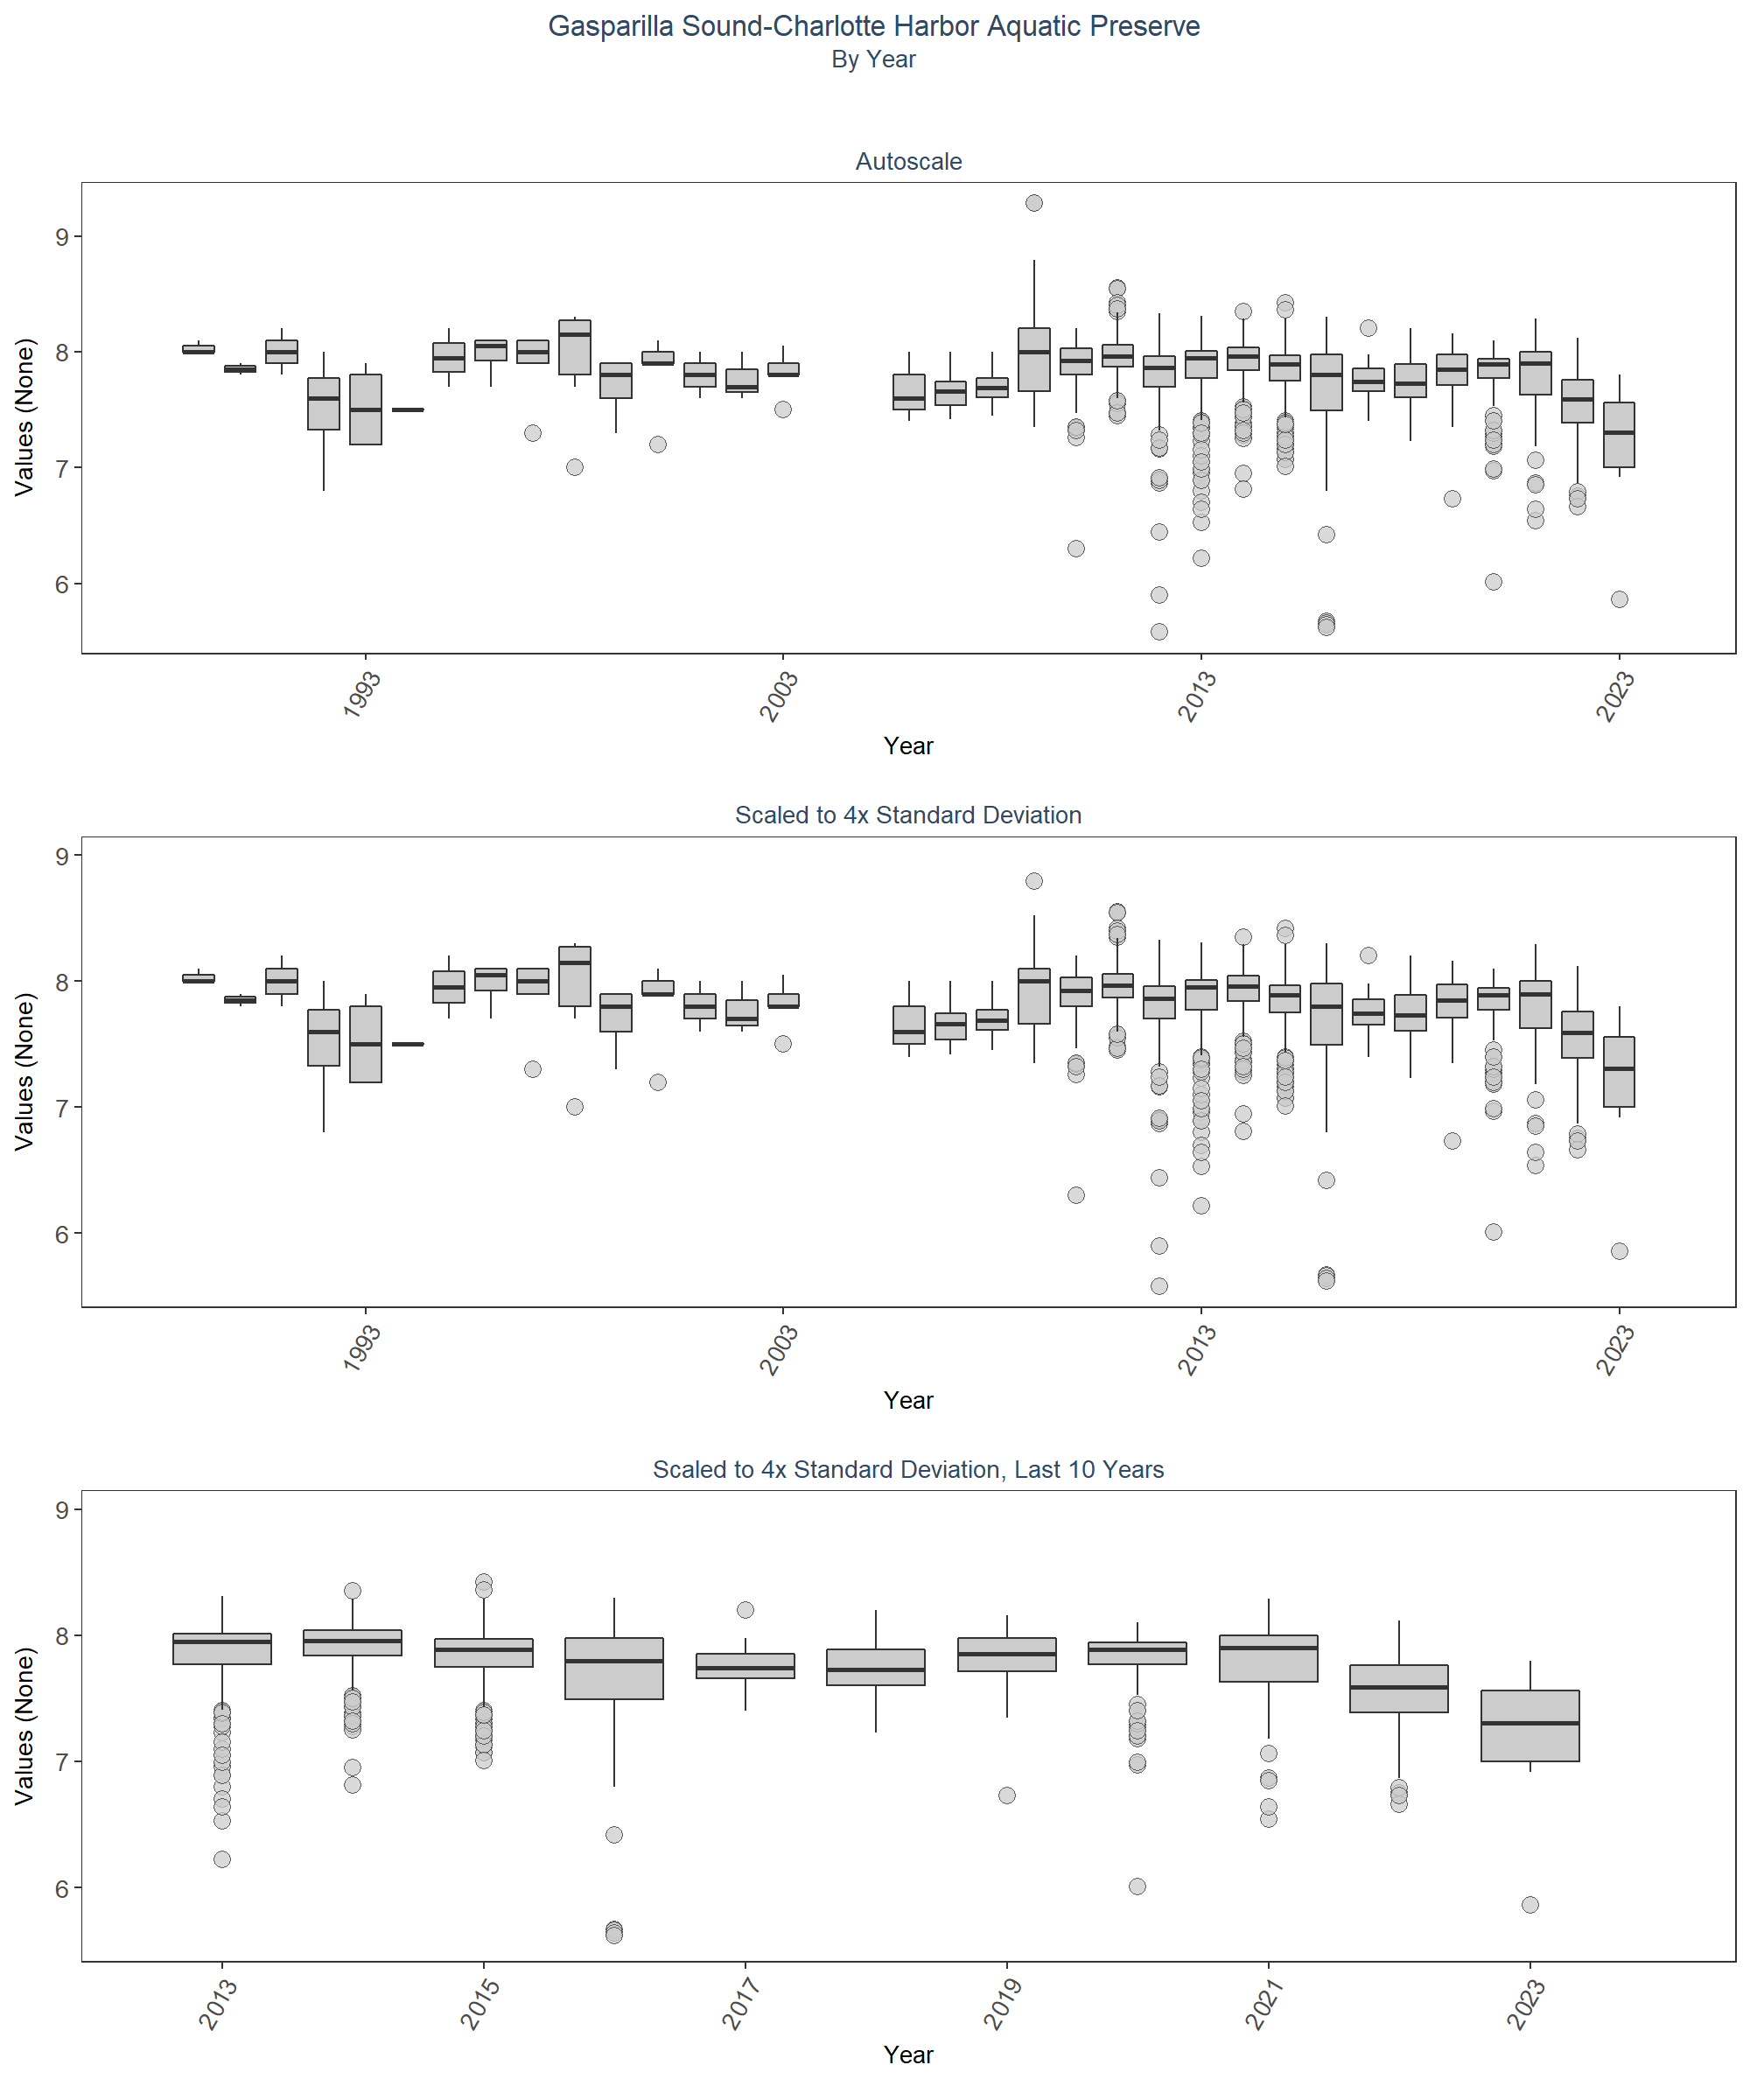 Gasparilla Sound-Charlotte Harbor Aquatic Preserve
By Year
Autoscale
Values (None)
9
8
7
6
1993
2003
2013
2023
Year
Scaled to 4x Standard Deviation
Values (None)
9
8
7
6
1993
2003
2013
2023
Year
Scaled to 4x Standard Deviation, Last 10 Years
Values (None)
9
8
7
6
2013
2015
2017
2019
2021
2023
Year